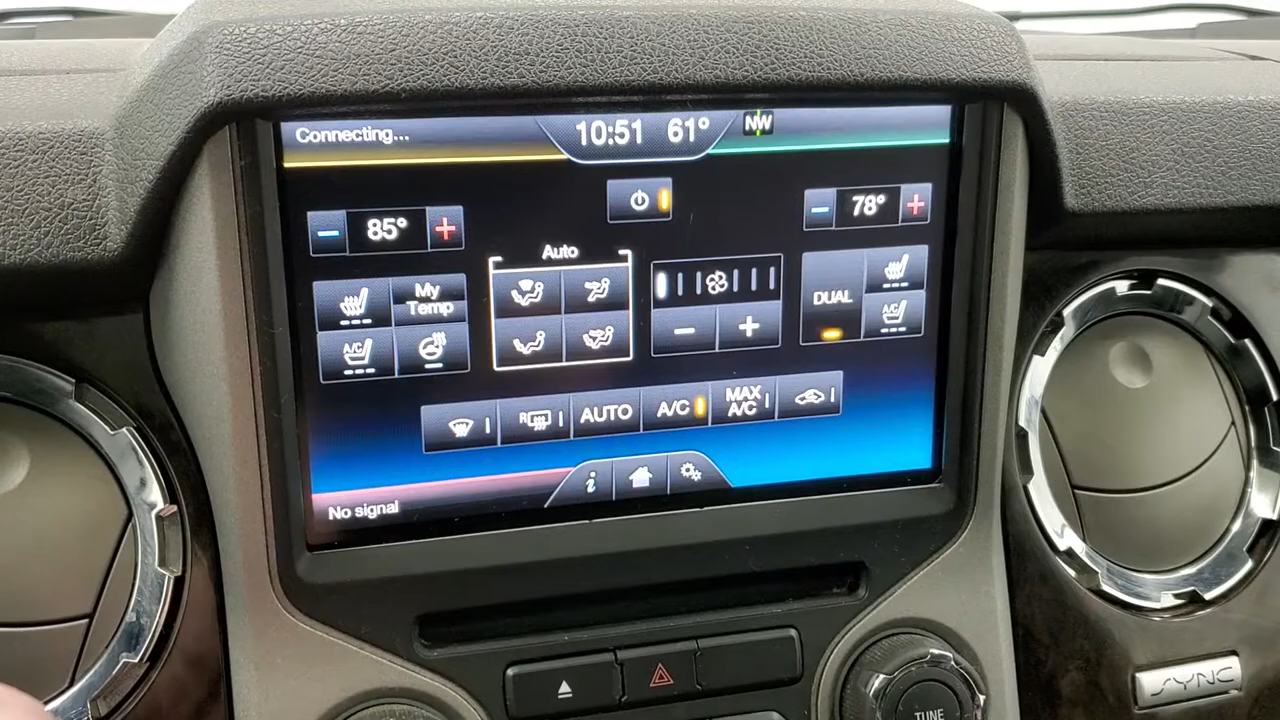 Connecting...
10:51 61° NW
85°
78°
Auto
My
Temp
A/C
DUAL
A/C
R
AUTO
A/C
MAX
A/C
i
No signal
TUNE
SYNC